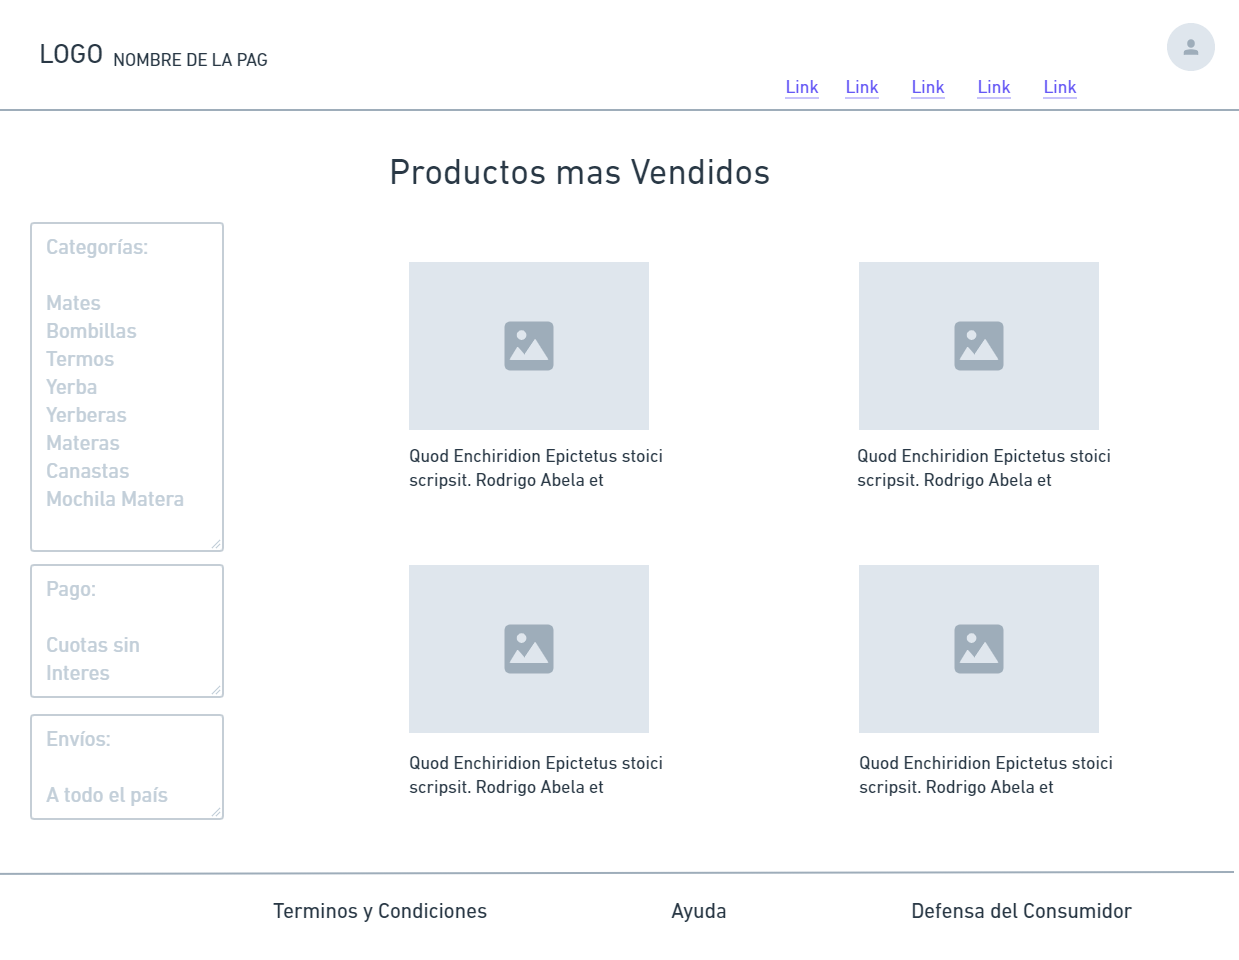 LOGO NOMBRE DE LA PAG
Link Link Link Link Link
Productos mas Vendidos
Categorías:
Mates
Bombillas
Termos
Yerba
Yerberas
Materas
Canastas
Mochila Matera
Pago:
Cuotas sin
Interes
Envíos:
A todo el país
Quod Enchiridion Epictetus stoici
scripsit. Rodrigo Abela et
Quod Enchiridion Epictetus stoici
scripsit. Rodrigo Abela et
Quod Enchiridion Epictetus stoici
scripsit. Rodrigo Abela et
Quod Enchiridion Epictetus stoici
scripsit. Rodrigo Abela et
Terminos y Condiciones Ayuda Defensa del Consumidor